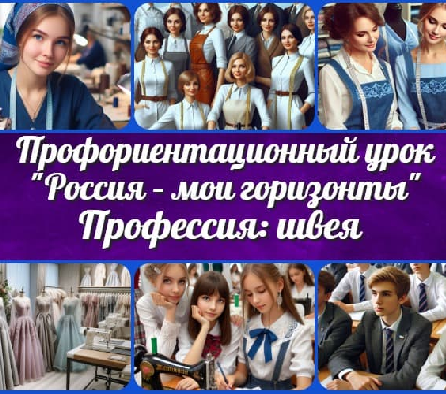 Профориентационный урок
"Россия – мои горизонты"
Профессия: швея